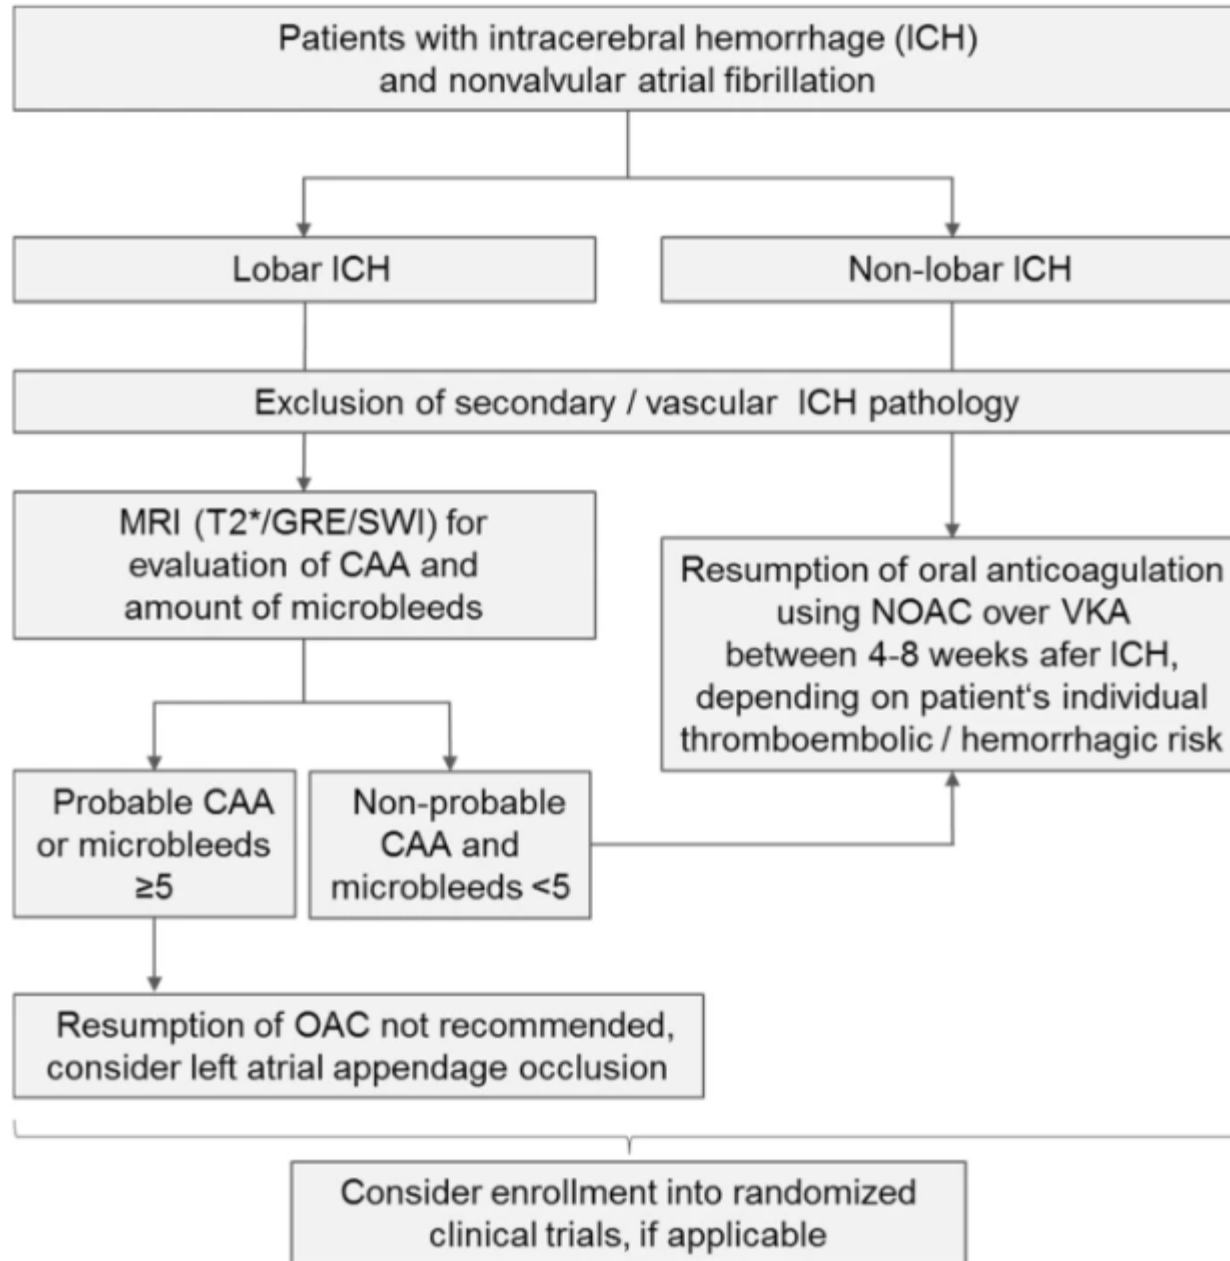 Patients with intracerebral hemorrhage (ICH)
and nonvalvular atrial fibrillation
Lobar ICH
Non-lobar ICH
Exclusion of secondary / vascular ICH pathology
MRI (T2*/GRE/SWI) for
evaluation of CAA and
amount of microbleeds
Resumption of oral anticoagulation
using NOAC over VKA
between 4-8 weeks afer ICH,
depending on patient‘s individual
thromboembolic / hemorrhagic risk
Probable CAA
or microbleeds
≥5
Non-probable
CAA and
microbleeds <5
Resumption of OAC not recommended,
consider left atrial appendage occlusion
Consider enrollment into randomized
clinical trials, if applicable